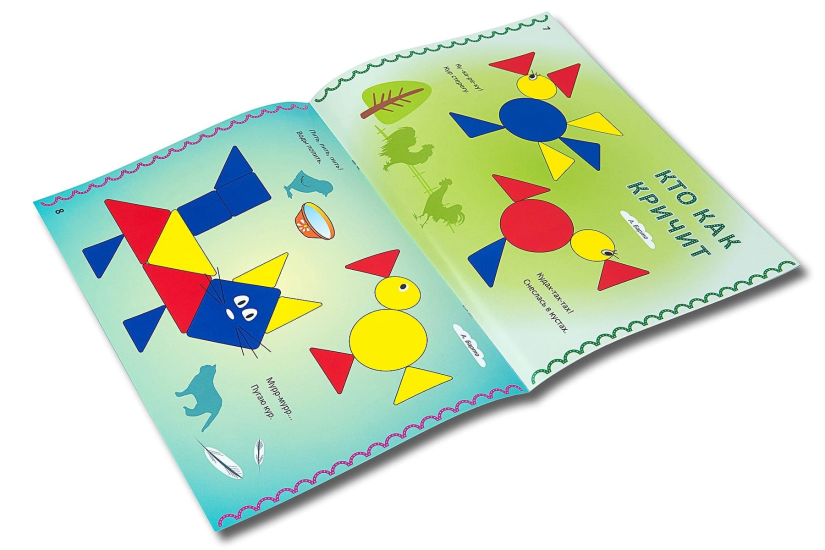 7
КТО КАК
КРИЧИТ
А. Барто
Ку-ка-ре-ку!
Кур стерегу.
Кудах-тах-тах!
Снеслась в кустах.
Пить, пить, пить!
Воды попить.
А. Барто
Мурр-мурр...
Пугаю кур.
8